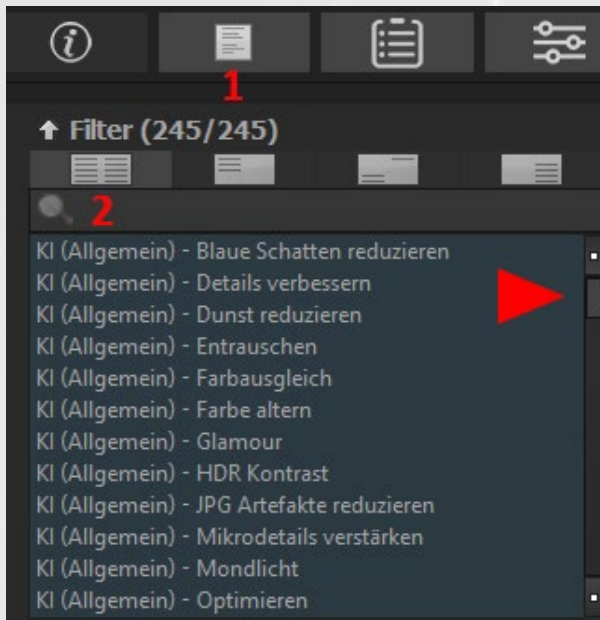 1
Filter (245/245)
2
KI (Allgemein) - Blaue Schatten reduzieren
KI (Allgemein) - Details verbessern
KI (Allgemein) - Dunst reduzieren
KI (Allgemein) - Entrauschen
KI (Allgemein) - Farbausgleich
KI (Allgemein) - Farbe altern
KI (Allgemein) - Glamour
KI (Allgemein) - HDR Kontrast
KI (Allgemein) - JPG Artefakte reduzieren
KI (Allgemein) - Mikrodetails verstärken
KI (Allgemein) - Mondlicht
KI (Allgemein) - Optimieren